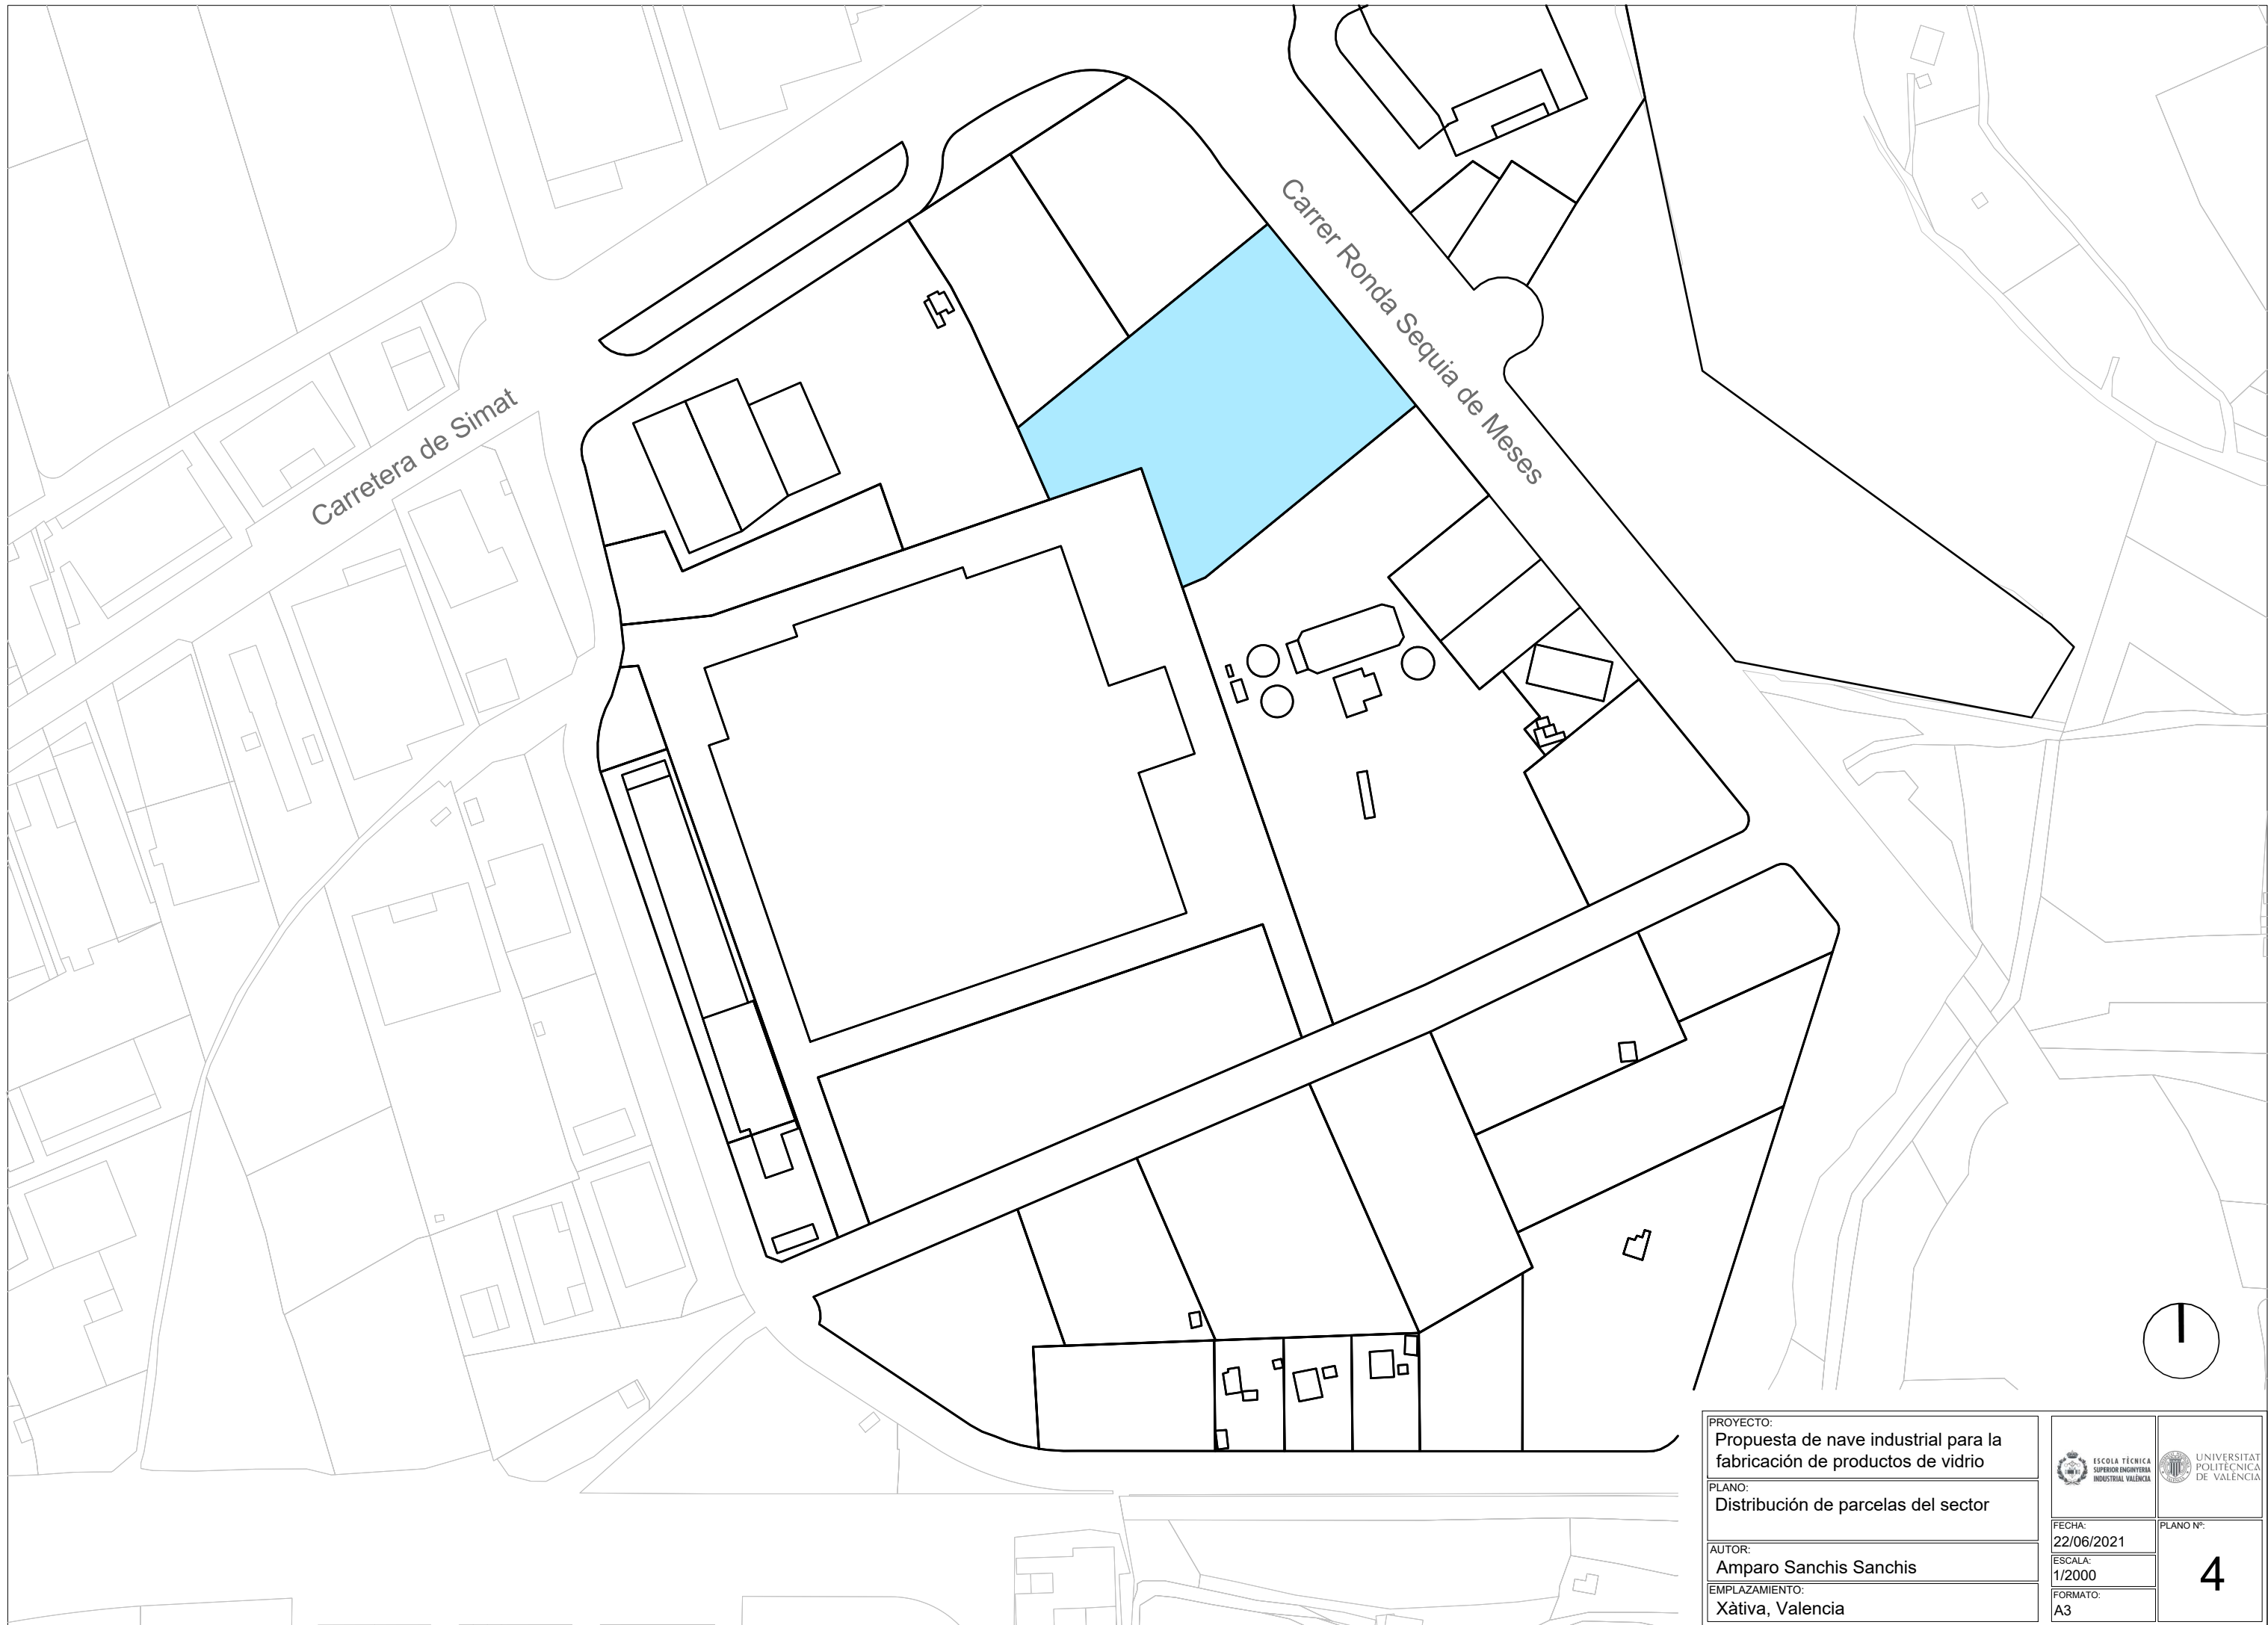 Carrer Ronda Sequia de Meses
Carretera de Simat
PROYECTO:
Propuesta de nave industrial para la
fabricación de productos de vidrio
PLANO:
Distribución de parcelas del sector
AUTOR:
Amparo Sanchis Sanchis
EMPLAZAMIENTO:
Xàtiva, Valencia
ESCOLA TÈCNICA
SUPERIOR ENGINYERIA
INDUSTRIAL VALÈNCIA
UNIVERSITAT
POLITÈCNICA
DE VALÈNCIA
FECHA:
22/06/2021
ESCALA:
1/2000
FORMATO:
A3
PLANO Nº:
4